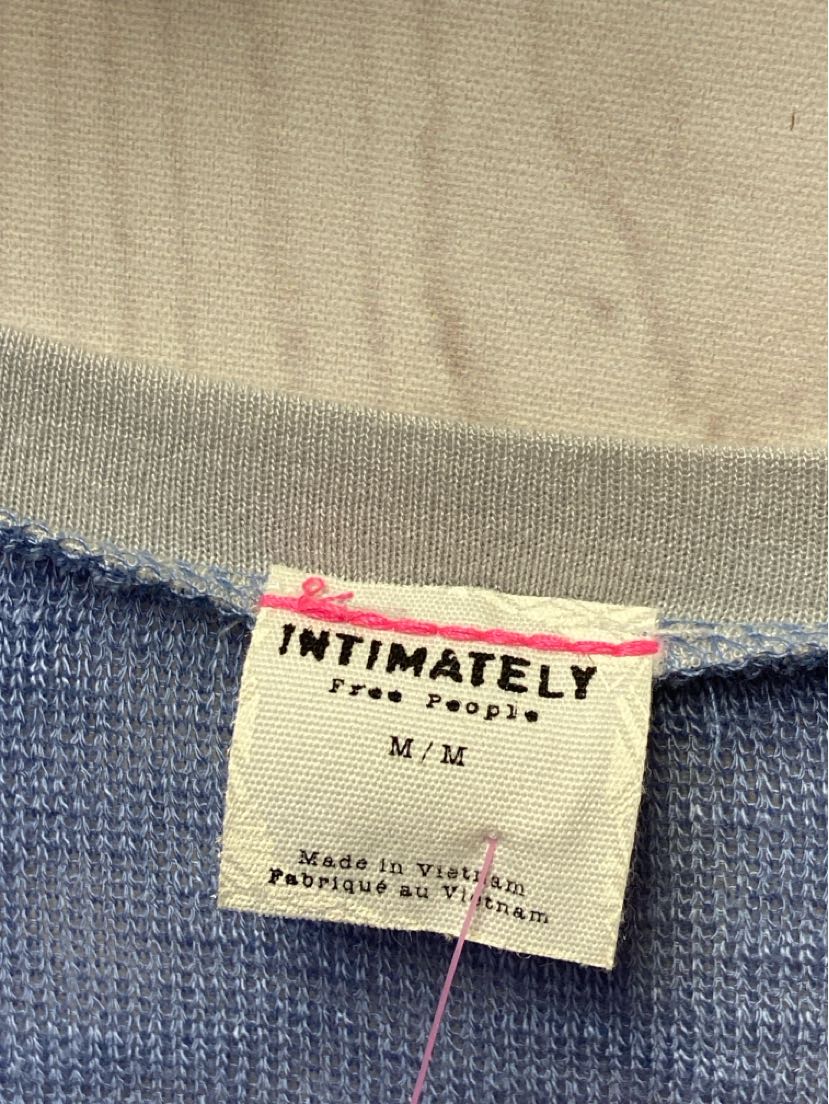 INTIMATELY
Free People
M/M
Made in Vietnam
Fabriqué au Vietnam